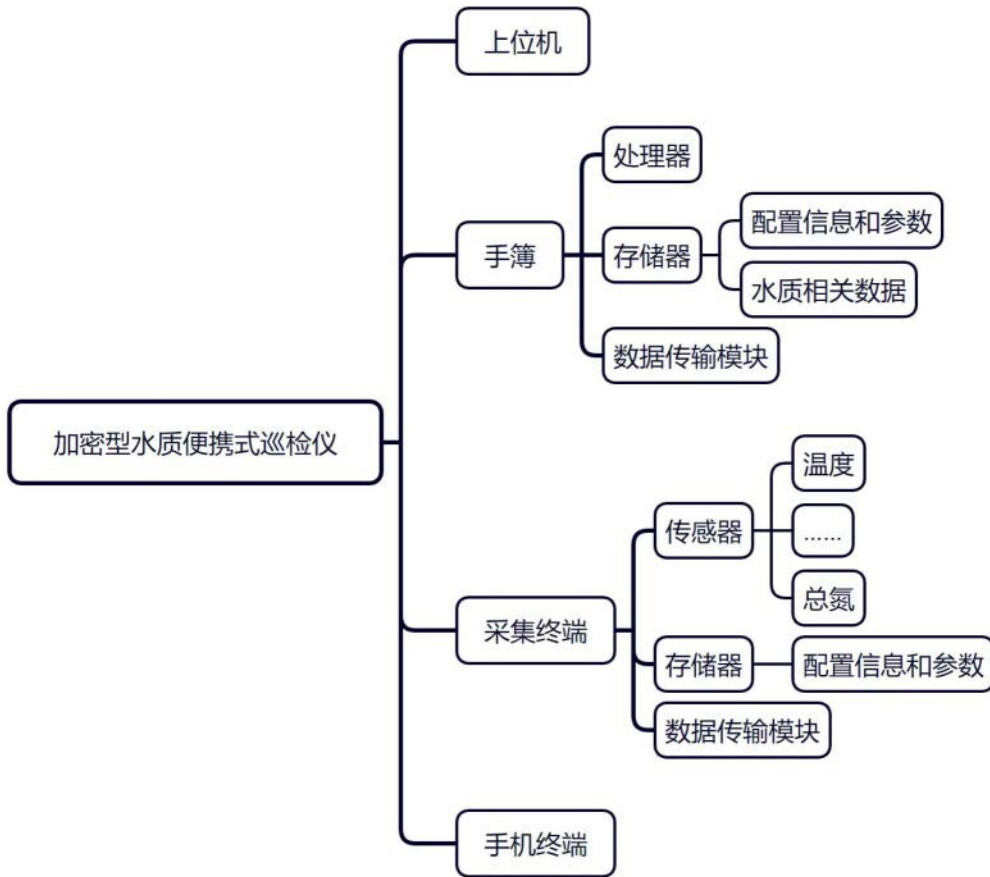 上位机
处理器
配置信息和参数
手簿
存储器
水质相关数据
数据传输模块
加密型水质便携式巡检仪
温度
传感器
……
总氮
采集终端
存储器
配置信息和参数
数据传输模块
手机终端